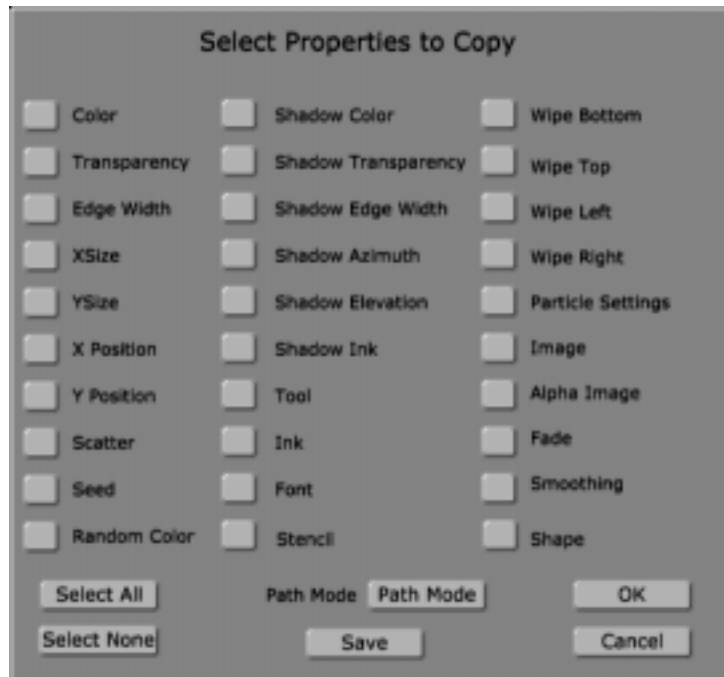 Select Properties to Copy
Color Shadow Color Wipe Bottom
Transparency Shadow Transparency Wipe Top
Edge Width Shadow Edge Width Wipe Left
XSize Shadow Azimuth Wipe Right
YSize Shadow Elevation Particle Settings
X Position Shadow Ink Image
Y Position Tool Alpha Image
Scatter Ink Fade
Seed Font Smoothing
Random Color Stencil Shape
Select All Path Mode Path Mode OK
Select None Save Cancel